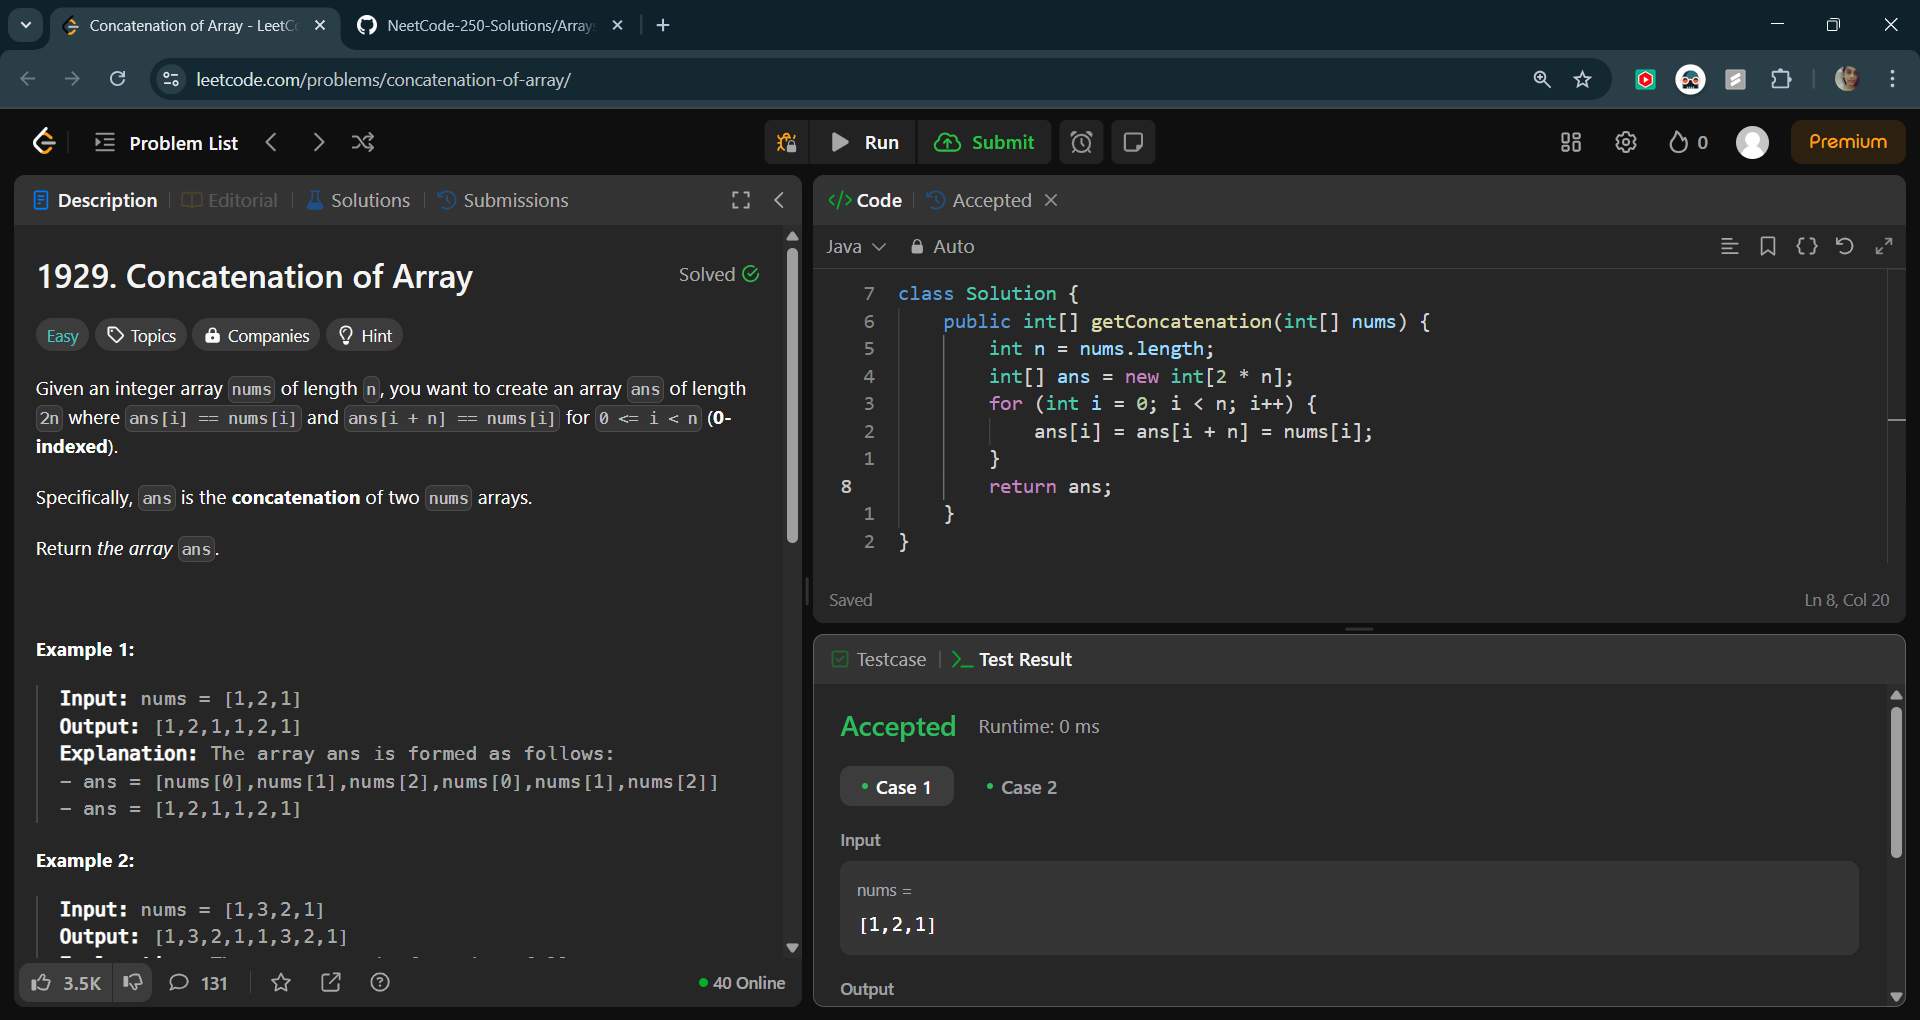 Concatenation of Array - LeetC
NeetCode-250-Solutions/Arrays
leetcode.com/problems/concatenation-of-array/
Problem List
Run
Submit
0
Premium
Description
Editorial
Solutions
Submissions
1929. Concatenation of Array
Solved
Easy
Topics
Companies
Hint
Given an integer array nums of length n, you want to create an array ans of length
2n where ans[i] == nums[i] and ans[i + n] == nums[i] for 0 <= i < n (0-
indexed).
Specifically, ans is the concatenation of two nums arrays.
Return the array ans.
Example 1:
Input: nums = [1,2,1]
Output: [1,2,1,1,2,1]
Explanation: The array ans is formed as follows:
- ans = [nums[0],nums[1],nums[2],nums[0],nums[1],nums[2]]
- ans = [1,2,1,1,2,1]
Example 2:
Input: nums = [1,3,2,1]
Output: [1,3,2,1,1,3,2,1]
3.5K
131
40 Online
Code
Accepted
Java
Auto
7 class Solution {
6 public int[] getConcatenation(int[] nums) {
5 int n = nums.length;
4 int[] ans = new int[2 * n];
3 for (int i = 0; i < n; i++) {
2 ans[i] = ans[i + n] = nums[i];
1 }
8 return ans;
1 }
2 }
Saved
Ln 8, Col 20
Testcase
Test Result
Accepted
Runtime: 0 ms
Case 1
Case 2
Input
nums =
[1,2,1]
Output